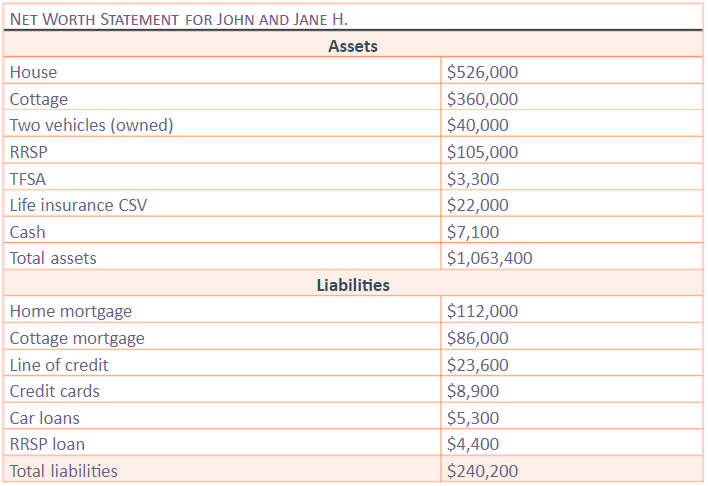 NET WORTH STATEMENT FOR JOHN AND JANE H.
Assets
House $526,000
Cottage $360,000
Two vehicles (owned) $40,000
RRSP $105,000
TFSA $3,300
Life insurance CSV $22,000
Cash $7,100
Total assets $1,063,400
Liabilities
Home mortgage $112,000
Cottage mortgage $86,000
Line of credit $23,600
Credit cards $8,900
Car loans $5,300
RRSP loan $4,400
Total liabilities $240,200